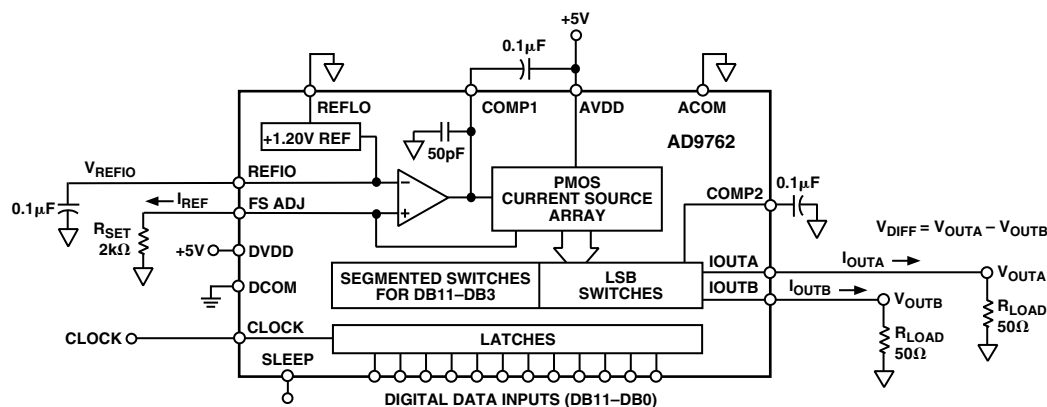 +5V
0.1µF
REFLO
COMP1
AVDD
ACOM
+1.20V REF
50pF
AD9762
V_REFIO
REFIO
PMOS
CURRENT SOURCE
ARRAY
COMP2
0.1µF
0.1µF
I_REF
FS ADJ
−
+
R_SET
2kΩ
+5V
DVDD
V_DIFF = V_OUTA – V_OUTB
DCOM
SEGMENTED SWITCHES
FOR DB11–DB3
LSB
SWITCHES
IOUTA
I_OUTA
V_OUTA
IOUTB
I_OUTB
V_OUTB
R_LOAD
50Ω
R_LOAD
50Ω
CLOCK
CLOCK
LATCHES
SLEEP
DIGITAL DATA INPUTS (DB11–DB0)